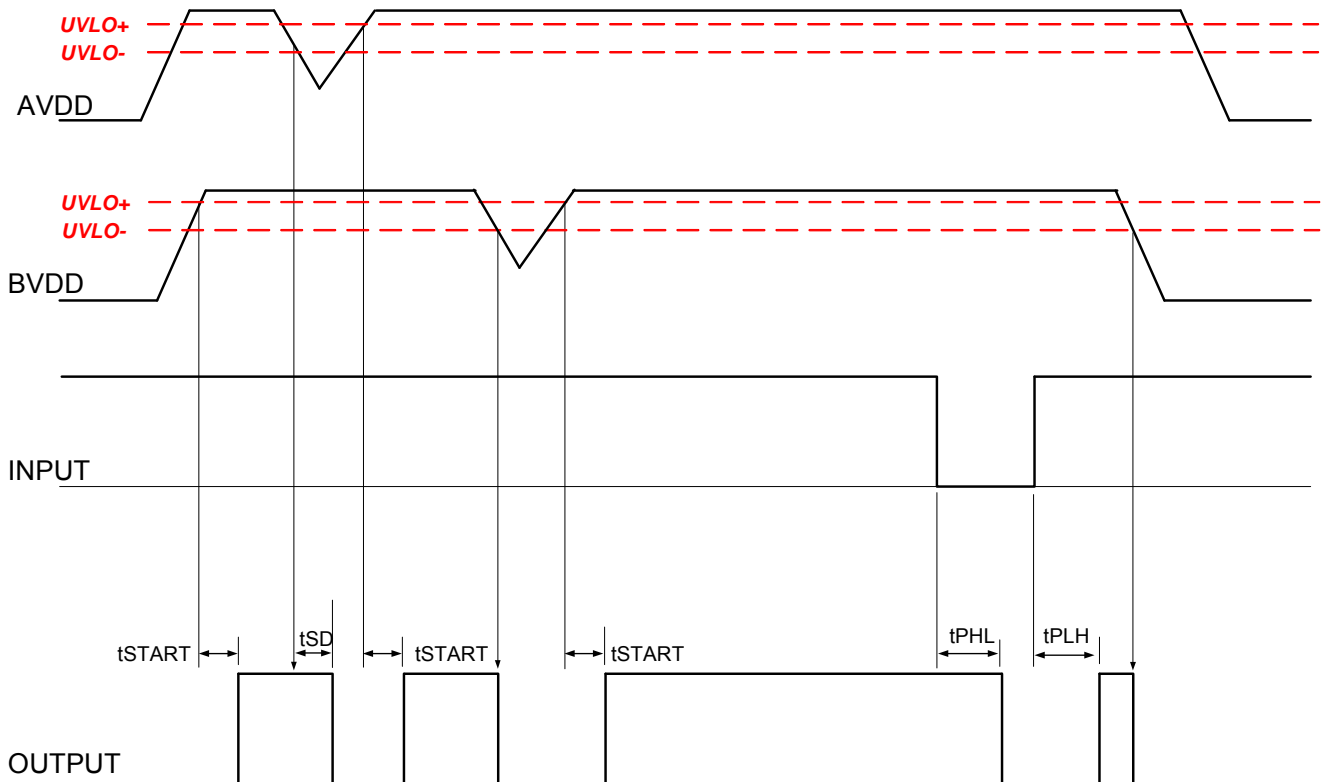 UVLO+
UVLO-
AVDD
UVLO+
UVLO-
BVDD
INPUT
tSTART
tSD
tSTART
tSTART
tPHL
tPLH
OUTPUT